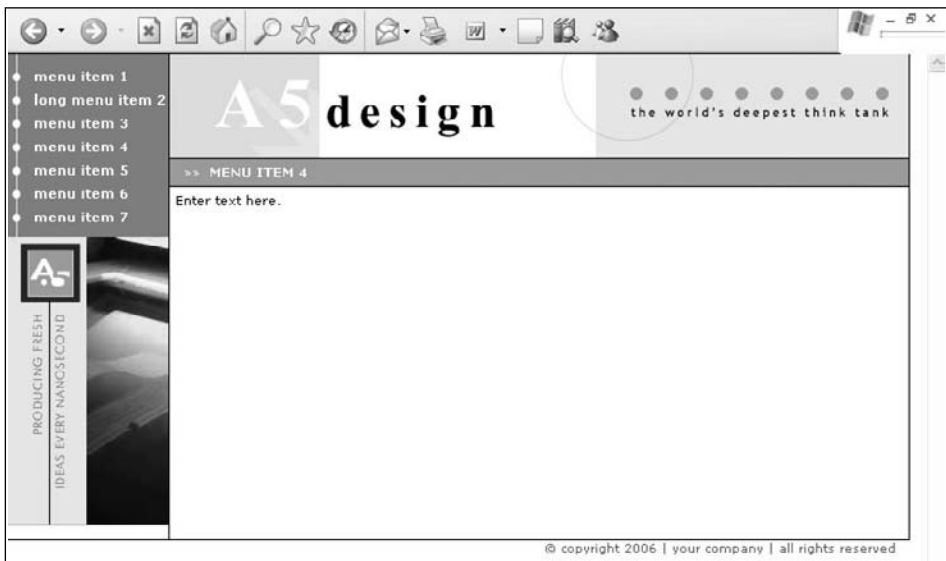 menu item 1
long menu item 2
menu item 3
menu item 4
menu item 5
menu item 6
menu item 7
A5 design
the world's deepest think tank
>> MENU ITEM 4
Enter text here.
A5
PRODUCING FRESH
IDEAS EVERY NANOSECOND
© copyright 2006 | your company | all rights reserved